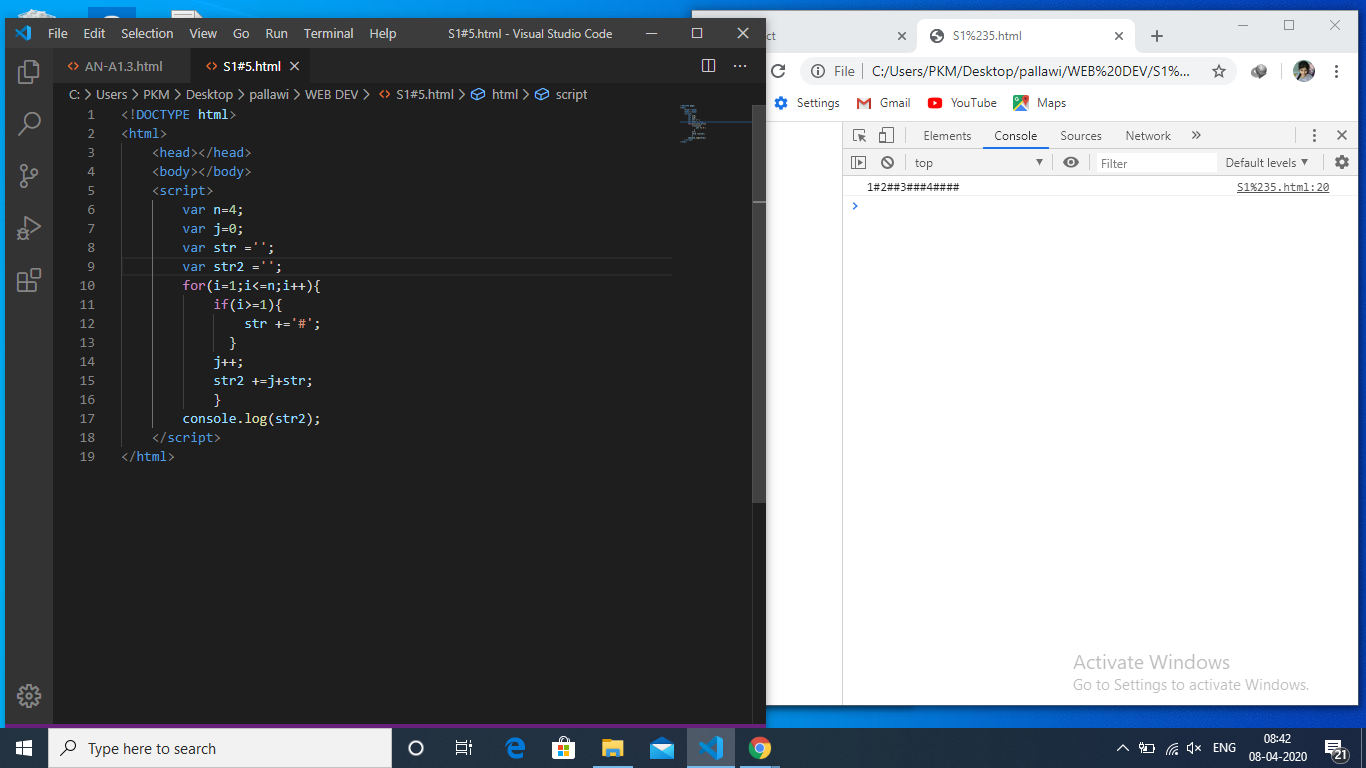 File Edit Selection View Go Run Terminal Help S1#5.html - Visual Studio Code
AN-A1.3.html S1#5.html
C: > Users > PKM > Desktop > pallawi > WEB DEV > S1#5.html > html > script
1 <!DOCTYPE html>
2 <html>
3 <head></head>
4 <body></body>
5 <script>
6 var n=4;
7 var j=0;
8 var str ='';
9 var str2 ='';
10 for(i=1;i<=n;i++){
11 if(i>=1){
12 str +='#';
13 }
14 j++;
15 str2 +=j+str;
16 }
17 console.log(str2);
18 </script>
19 </html>
ct S1%235.html
File C:/Users/PKM/Desktop/pallawi/WEB%20DEV/S1%...
Settings Gmail YouTube Maps
Elements Console Sources Network
top Filter Default levels
1#2##3###4#### S1%235.html:20
Activate Windows
Go to Settings to activate Windows.
Type here to search
ENG
08:42
08-04-2020
21